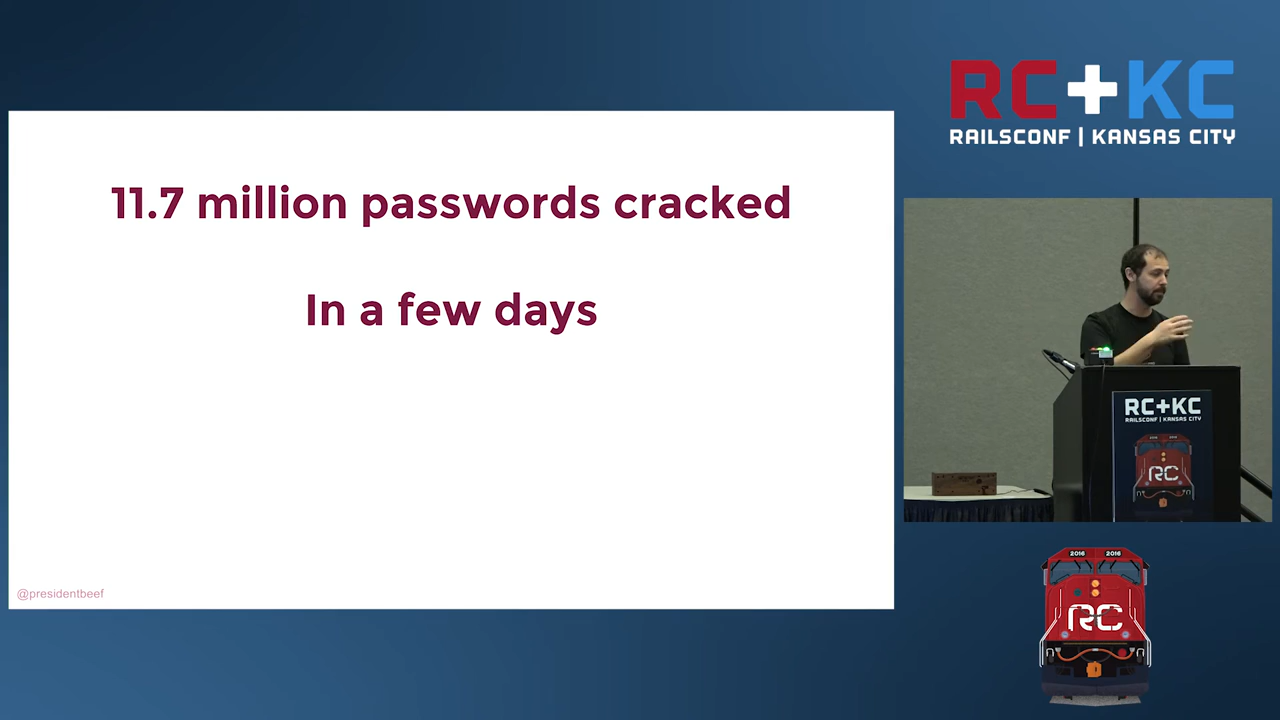 11.7 million passwords cracked
In a few days
@presidentbeef
RC+KC
RAILSCONF | KANSAS CITY
RC+KC
RAILSCONF | KANSAS CITY
RC
2016 2016
RC